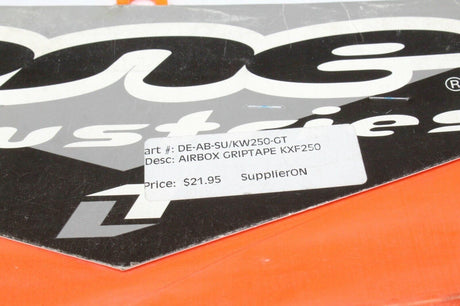 ustries
art #: DE-AB-SU/KW250-GT
Desc: AIRBOX GRIPTAPE KXF250
Price: $21.95 SupplierON